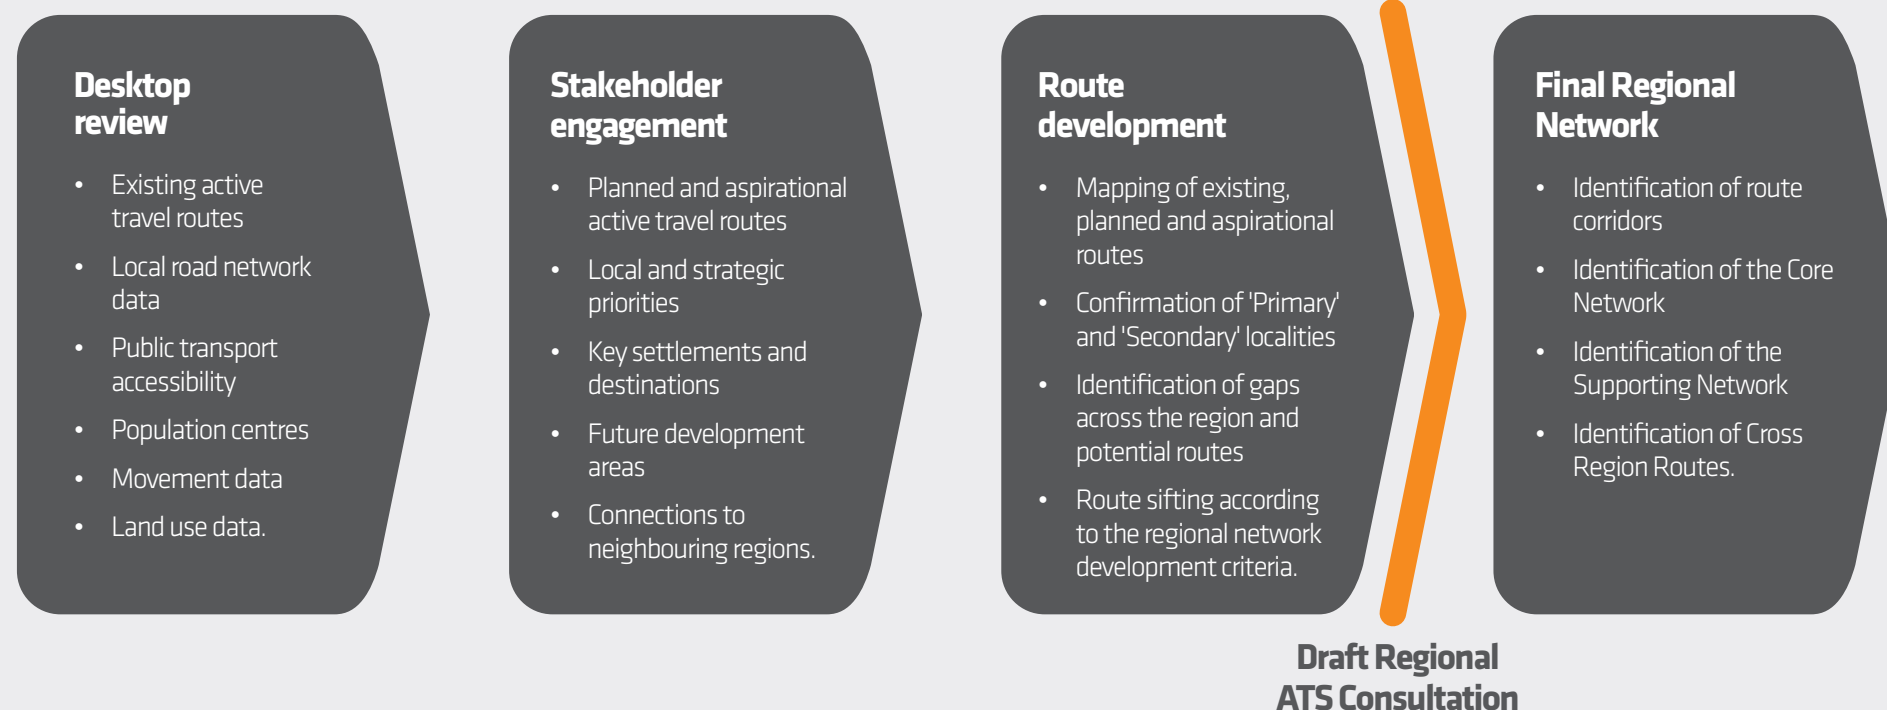 Desktop
review
• Existing active
travel routes
• Local road network
data
• Public transport
accessibility
• Population centres
• Movement data
• Land use data.
Stakeholder
engagement
• Planned and aspirational
active travel routes
• Local and strategic
priorities
• Key settlements and
destinations
• Future development
areas
• Connections to
neighbouring regions.
Route
development
• Mapping of existing,
planned and aspirational
routes
• Confirmation of 'Primary'
and 'Secondary' localities
• Identification of gaps
across the region and
potential routes
• Route sifting according
to the regional network
development criteria.
Draft Regional
ATS Consultation
Final Regional
Network
• Identification of route
corridors
• Identification of the Core
Network
• Identification of the
Supporting Network
• Identification of Cross
Region Routes.